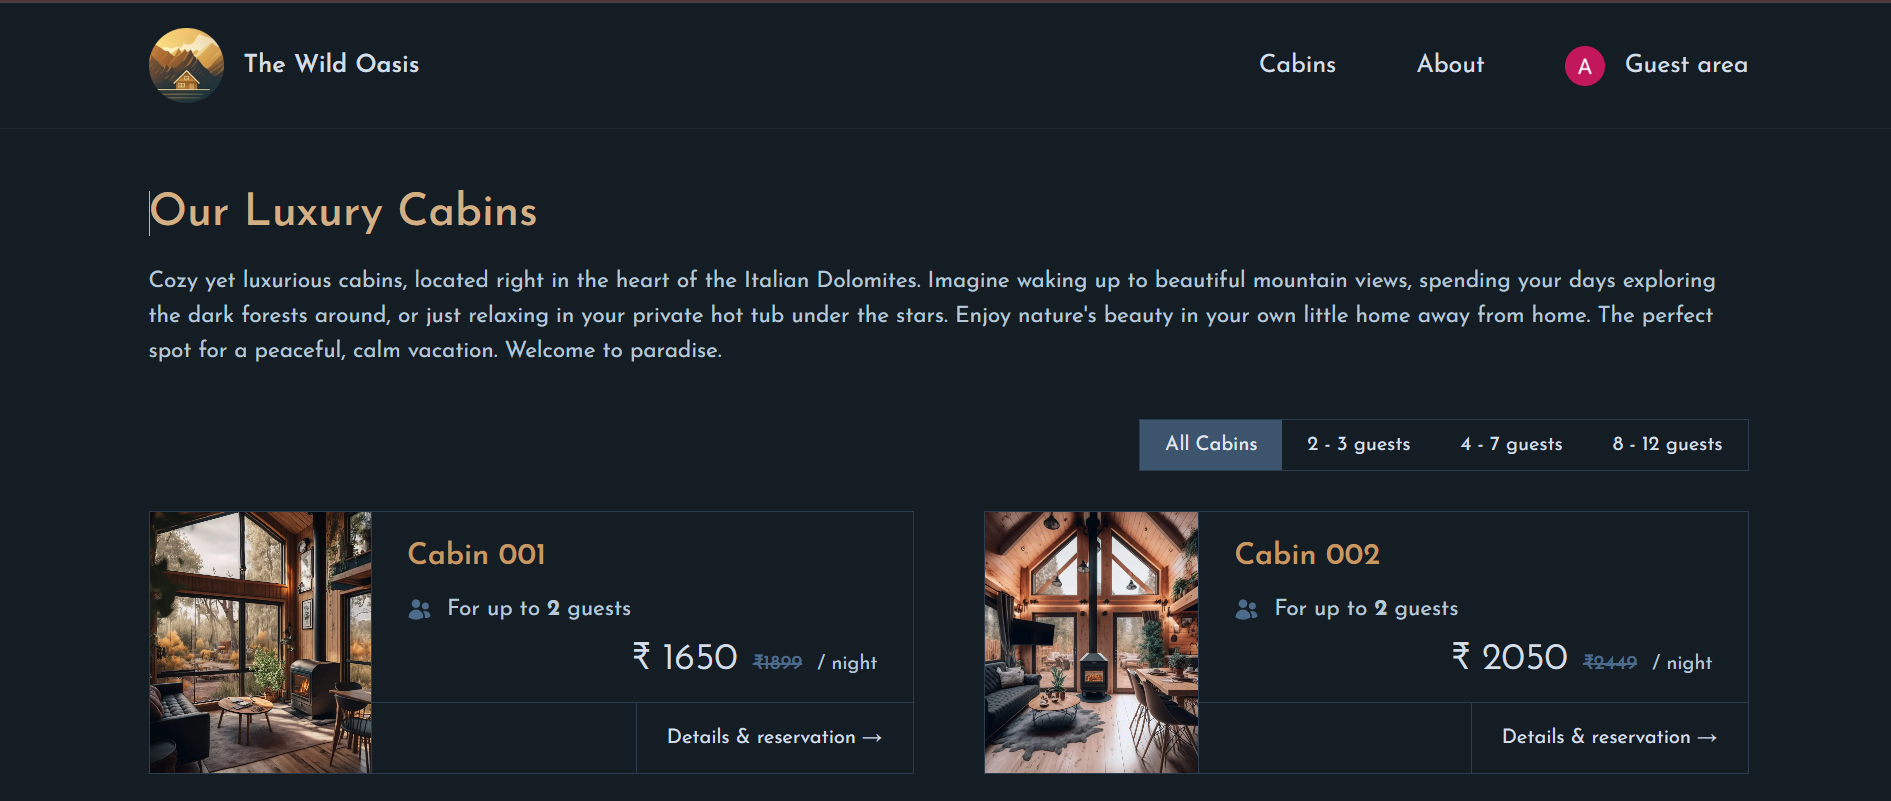 The Wild Oasis
Cabins
About
A
Guest area
Our Luxury Cabins
Cozy yet luxurious cabins, located right in the heart of the Italian Dolomites. Imagine waking up to beautiful mountain views, spending your days exploring
the dark forests around, or just relaxing in your private hot tub under the stars. Enjoy nature's beauty in your own little home away from home. The perfect
spot for a peaceful, calm vacation. Welcome to paradise.
All Cabins
2 - 3 guests
4 - 7 guests
8 - 12 guests
Cabin 001
For up to 2 guests
₹ 1650 ₹1899 / night
Details & reservation →
Cabin 002
For up to 2 guests
₹ 2050 ₹2449 / night
Details & reservation →